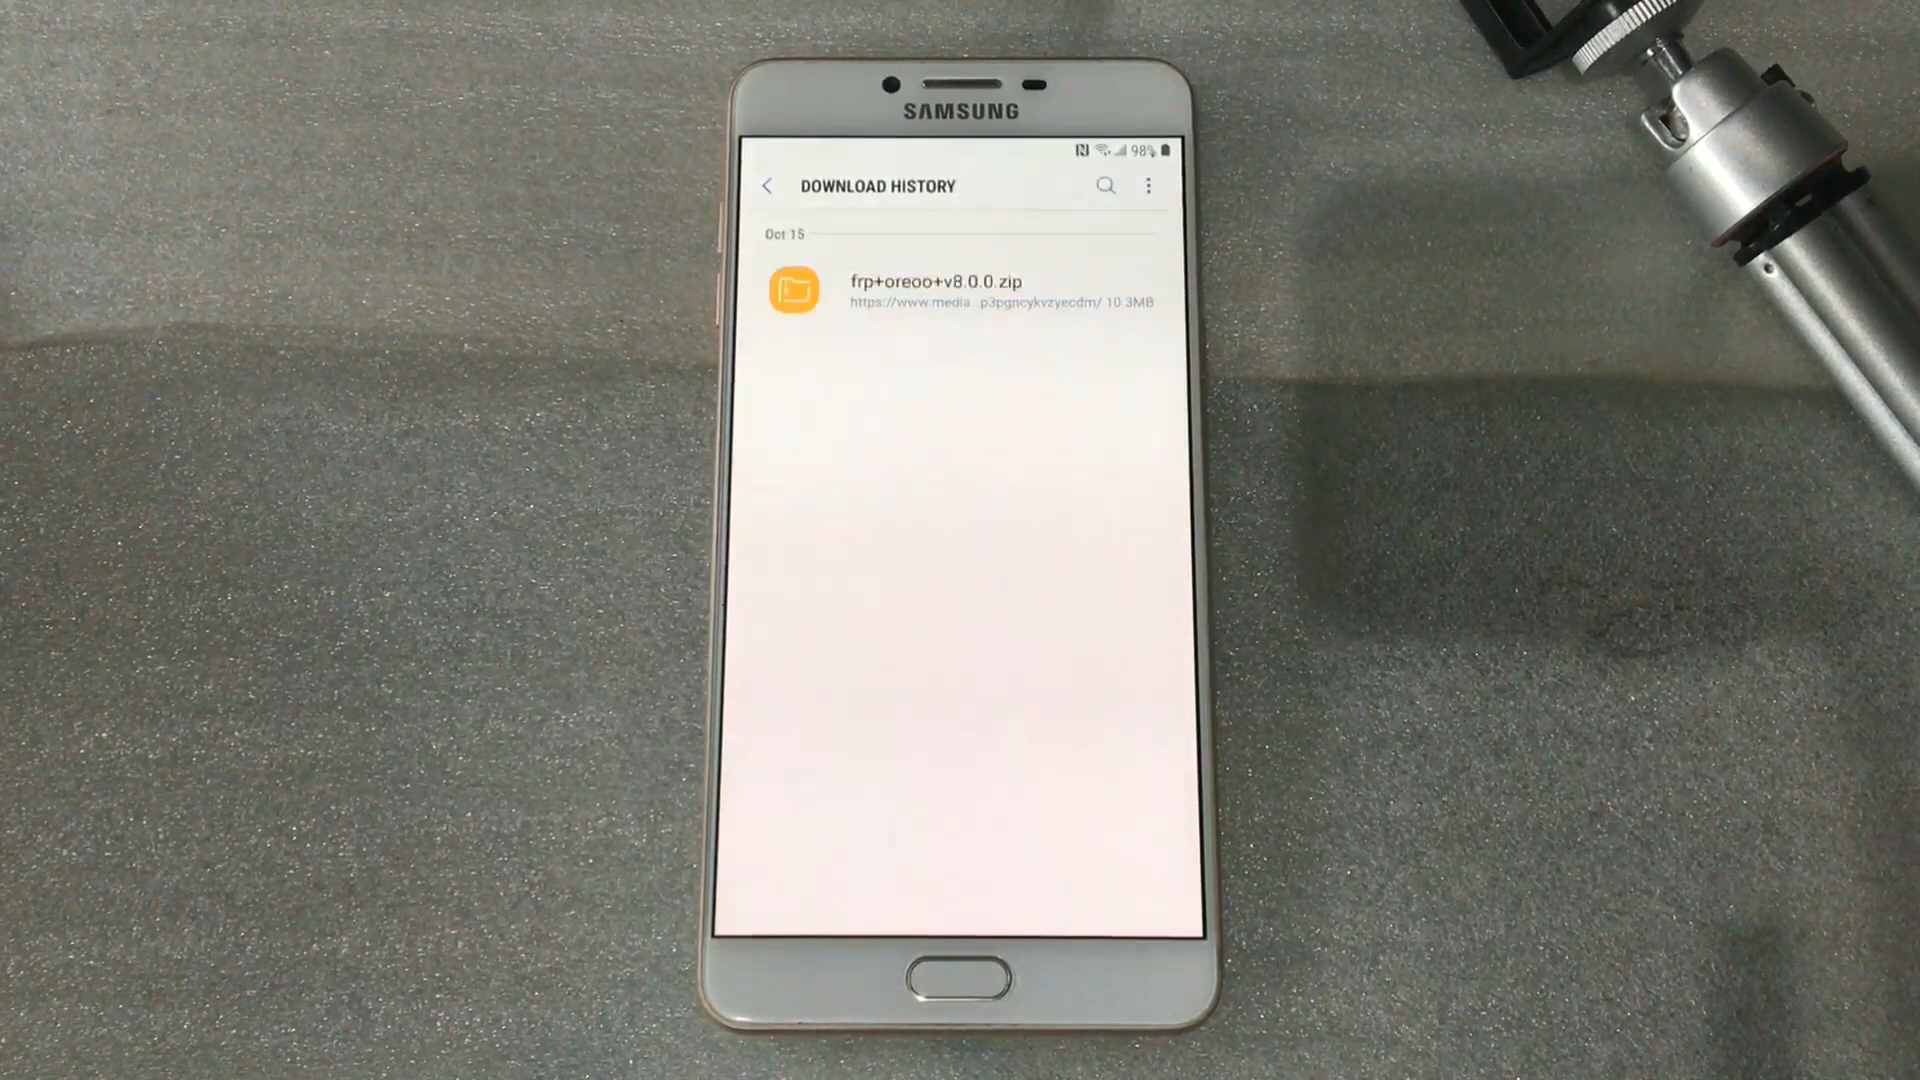 SAMSUNG
98%
DOWNLOAD HISTORY
Oct 15
frp+oreoo+v8.0.0.zip
https://www.media...p3pgncykvzyecdm/ 10.3MB